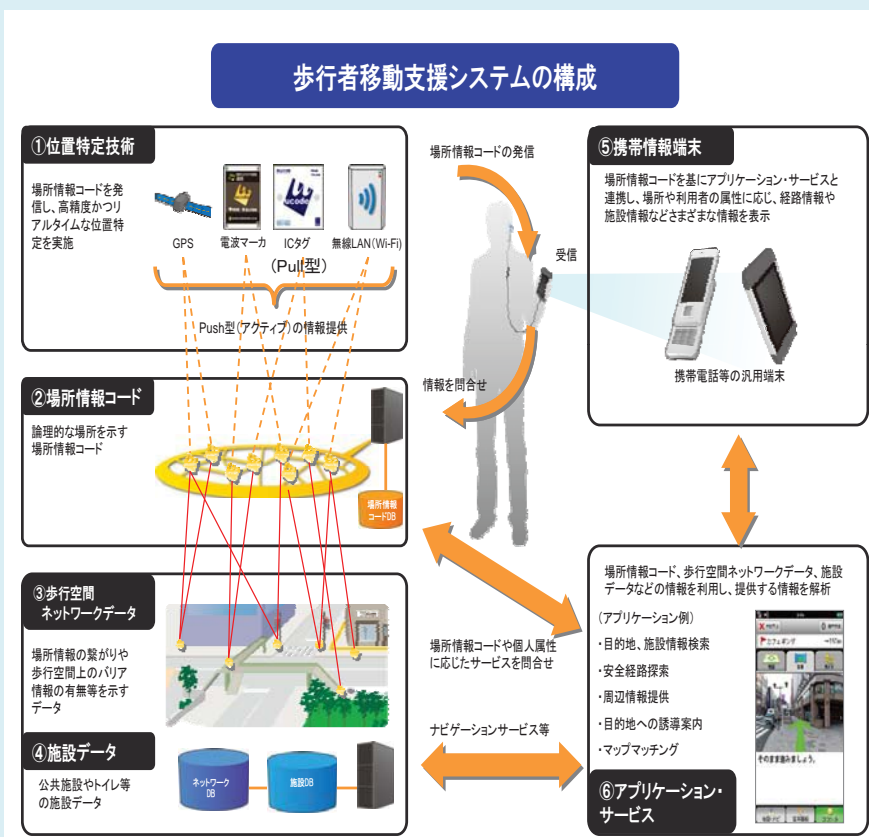 歩行者移動支援システムの構成
①位置特定技術
場所情報コードを発
信し、高精度かつリ
アルタイムな位置特
定を実施
ucode
GPS
電波マーカ
ICタグ
無線LAN(Wi-Fi)
(Pull型)
Push型(アクティブ)の情報提供
②場所情報コード
論理的な場所を示す
場所情報コード
場所情報
コードDB
③歩行空間
ネットワークデータ
場所情報の繋がりや
歩行空間上のバリア
情報の有無等を示す
データ
④施設データ
公共施設やトイレ等
の施設データ
ネットワーク
DB
施設DB
場所情報コードの発信
受信
情報を問合せ
場所情報コードや個人属性
に応じたサービスを問合せ
ナビゲーションサービス等
⑤携帯情報端末
場所情報コードを基にアプリケーション・サービスと
連携し、場所や利用者の属性に応じ、経路情報や
施設情報などさまざまな情報を表示
携帯電話等の汎用端末
場所情報コード、歩行空間ネットワークデータ、施設
データなどの情報を利用し、提供する情報を解析
(アプリケーション例)
・目的地、施設情報検索
・安全経路探索
・周辺情報提供
・目的地への誘導案内
・マップマッチング
そのまま進みましょう。
⑥アプリケーション・
サービス